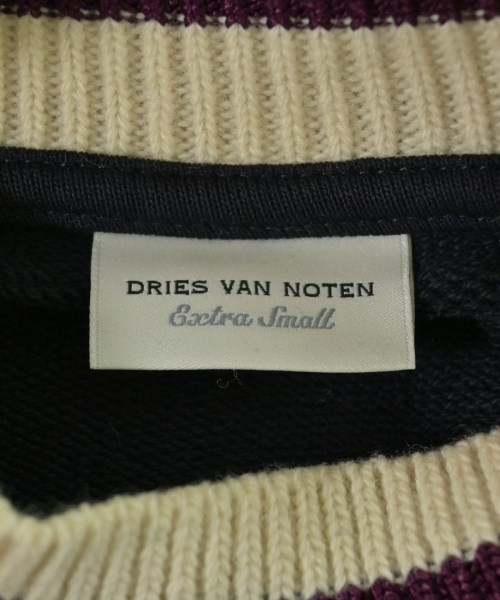 DRIES VAN NOTEN
Extra Small